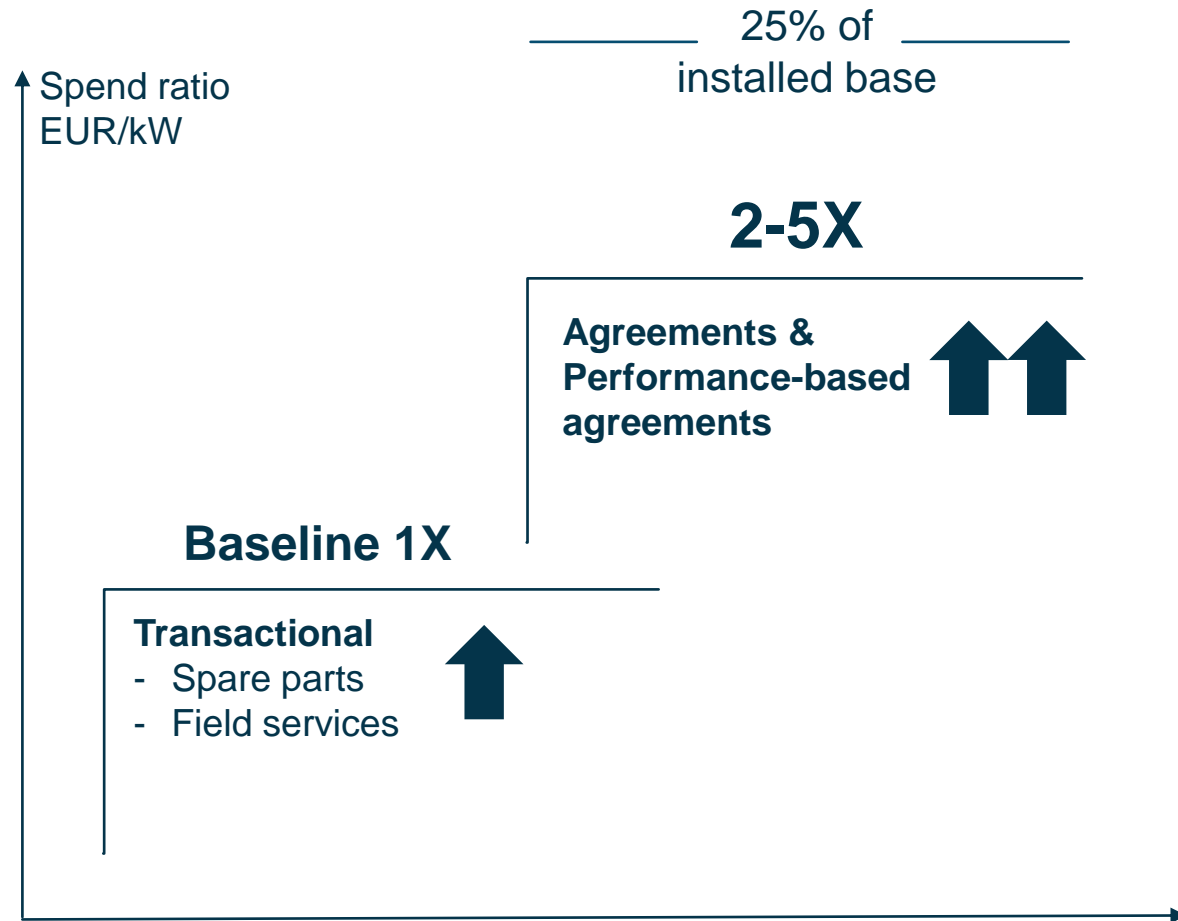 25% of
installed base
Spend ratio
EUR/kW
2-5X
Agreements &
Performance-based
agreements
Baseline 1X
Transactional
- Spare parts
- Field services